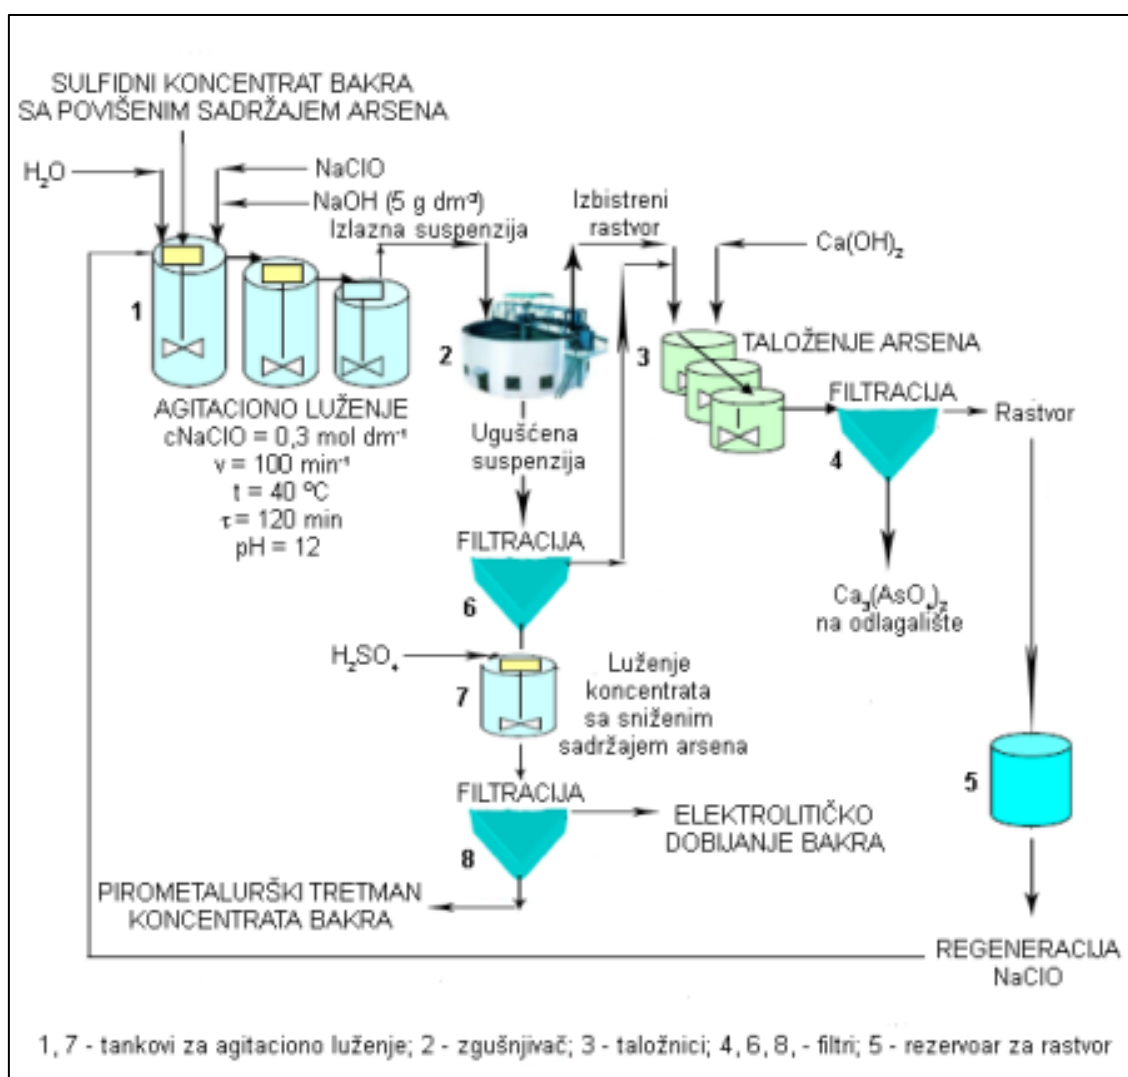 SULFIDNI KONCENTRAT BAKRA
SA POVIŠENIM SADRŽAJEM ARSENA
H₂O
NaClO
NaOH (5 g dm⁻³)
Izlazna suspenzija
Izbistreni
rastvor
Ca(OH)₂
1
2
3
TALOŽENJE ARSENA
FILTRACIJA
Rastvor
4
AGITACIONO LUŽENJE
cNaClO = 0,3 mol dm⁻¹
v = 100 min⁻¹
t = 40 ºC
τ = 120 min
pH = 12
Ugušćena
suspenzija
FILTRACIJA
6
Ca₃(AsO₄)₂
na odlagalište
H₂SO₄
7
Luženje
koncentrata
sa sniženim
sadržajem arsena
5
FILTRACIJA
8
ELEKTROLITIČKO
DOBIJANJE BAKRA
PIROMETALURŠKI TRETMAN
KONCENTRATA BAKRA
REGENERACIJA
NaClO
1, 7 - tankovi za agitaciono luženje; 2 - zgušnjivač; 3 - taložnici; 4, 6, 8, - filtri; 5 - rezervoar za rastvor